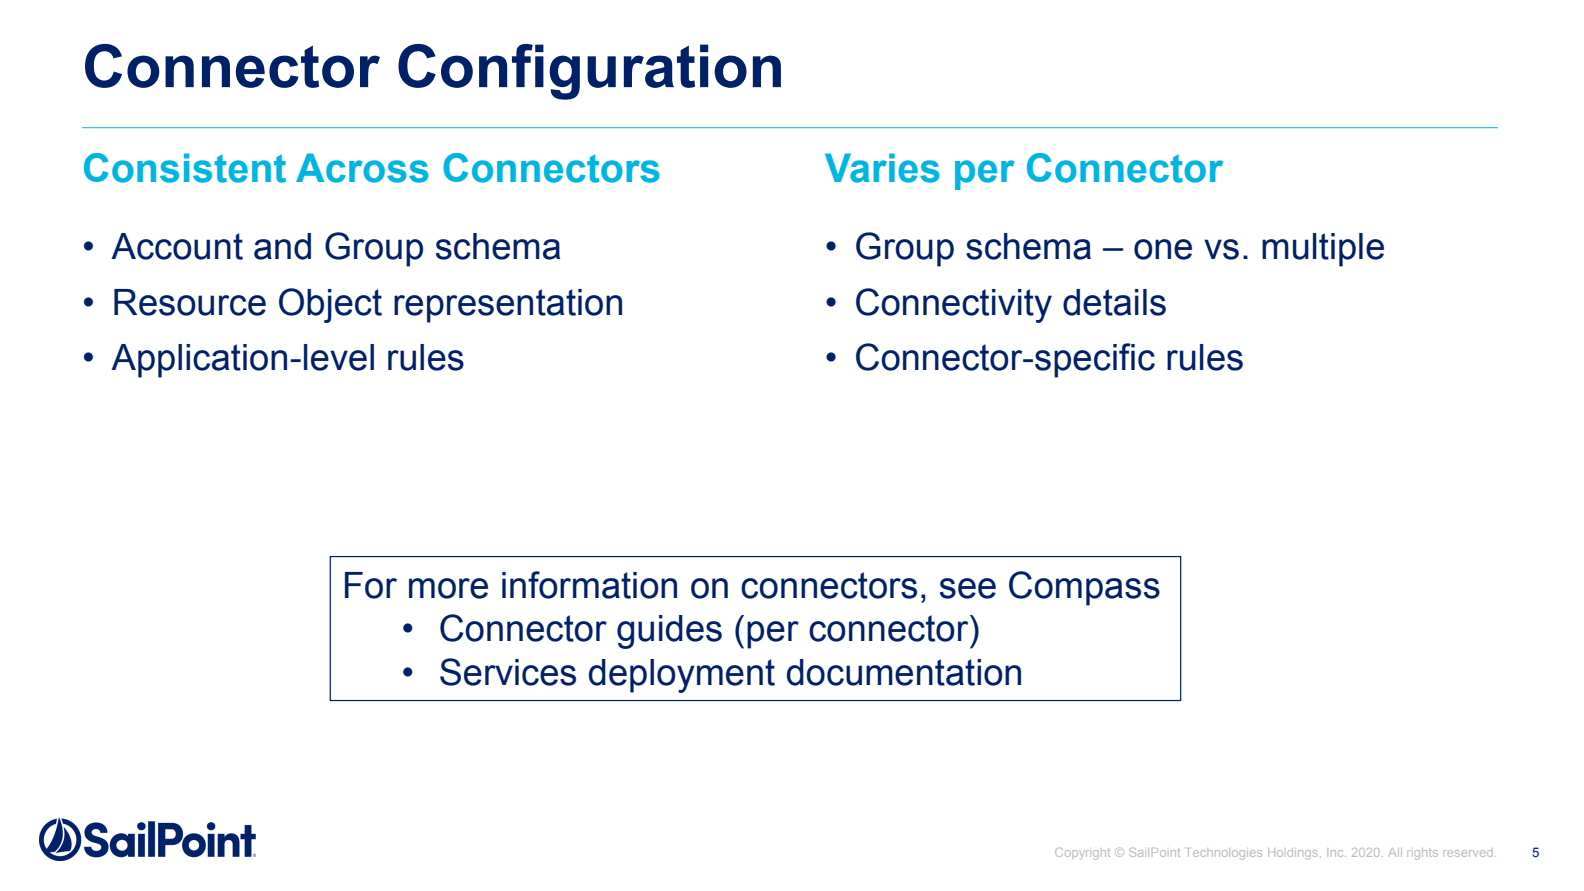 Connector Configuration
Consistent Across Connectors
• Account and Group schema
• Resource Object representation
• Application-level rules
Varies per Connector
• Group schema – one vs. multiple
• Connectivity details
• Connector-specific rules
For more information on connectors, see Compass
• Connector guides (per connector)
• Services deployment documentation
SailPoint
Copyright © SailPoint Technologies Holdings, Inc. 2020. All rights reserved.
5